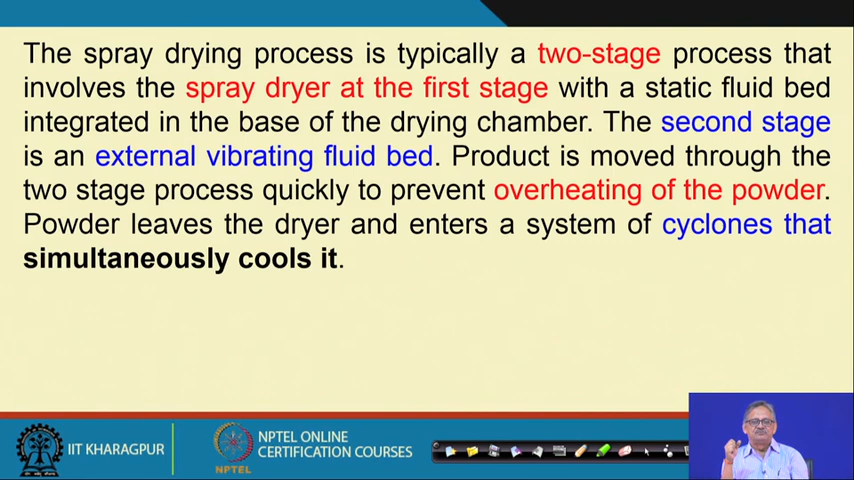 The spray drying process is typically a two-stage process that
involves the spray dryer at the first stage with a static fluid bed
integrated in the base of the drying chamber. The second stage
is an external vibrating fluid bed. Product is moved through the
two stage process quickly to prevent overheating of the powder.
Powder leaves the dryer and enters a system of cyclones that
simultaneously cools it.
IIT KHARAGPUR
NPTEL
NPTEL ONLINE
CERTIFICATION COURSES